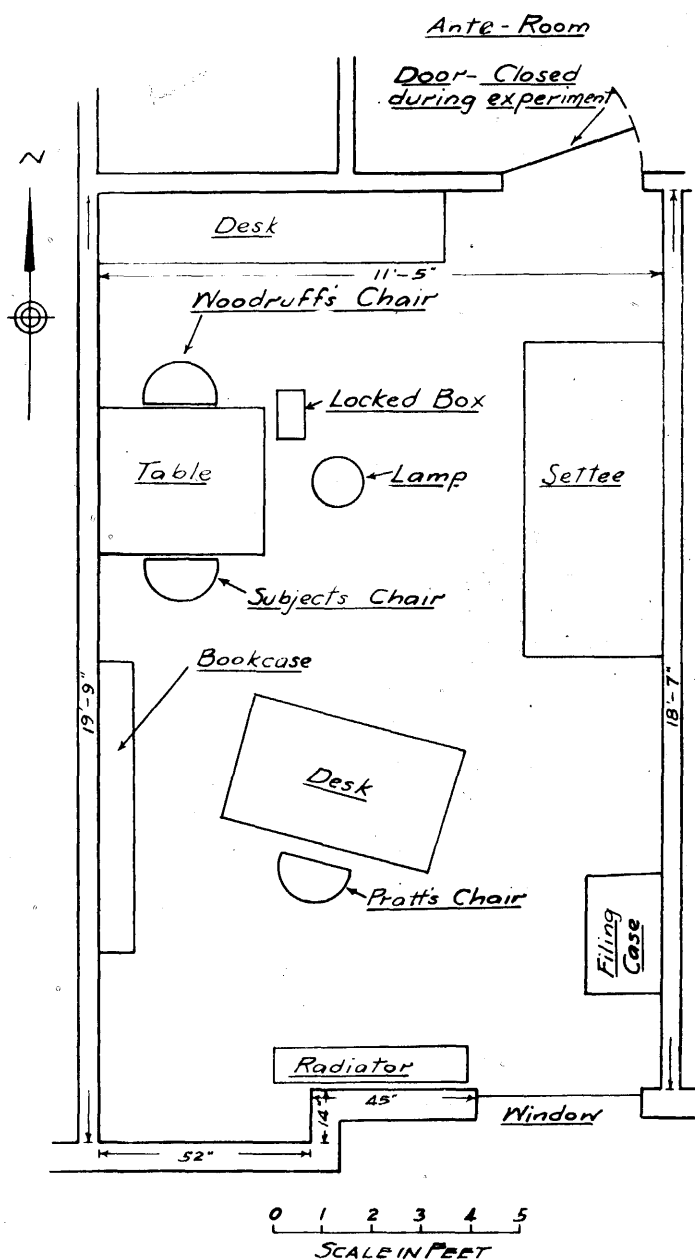 Ante-Room
Door- Closed
during experiment
N
Desk
11'-5"
Woodruff's Chair
Locked Box
Table
Lamp
Settee
Subjects Chair
Bookcase
19'-9"
18'-7"
Desk
Pratt's Chair
Filing
Case
Radiator
45"
14"
Window
52"
0 1 2 3 4 5
SCALE IN FEET